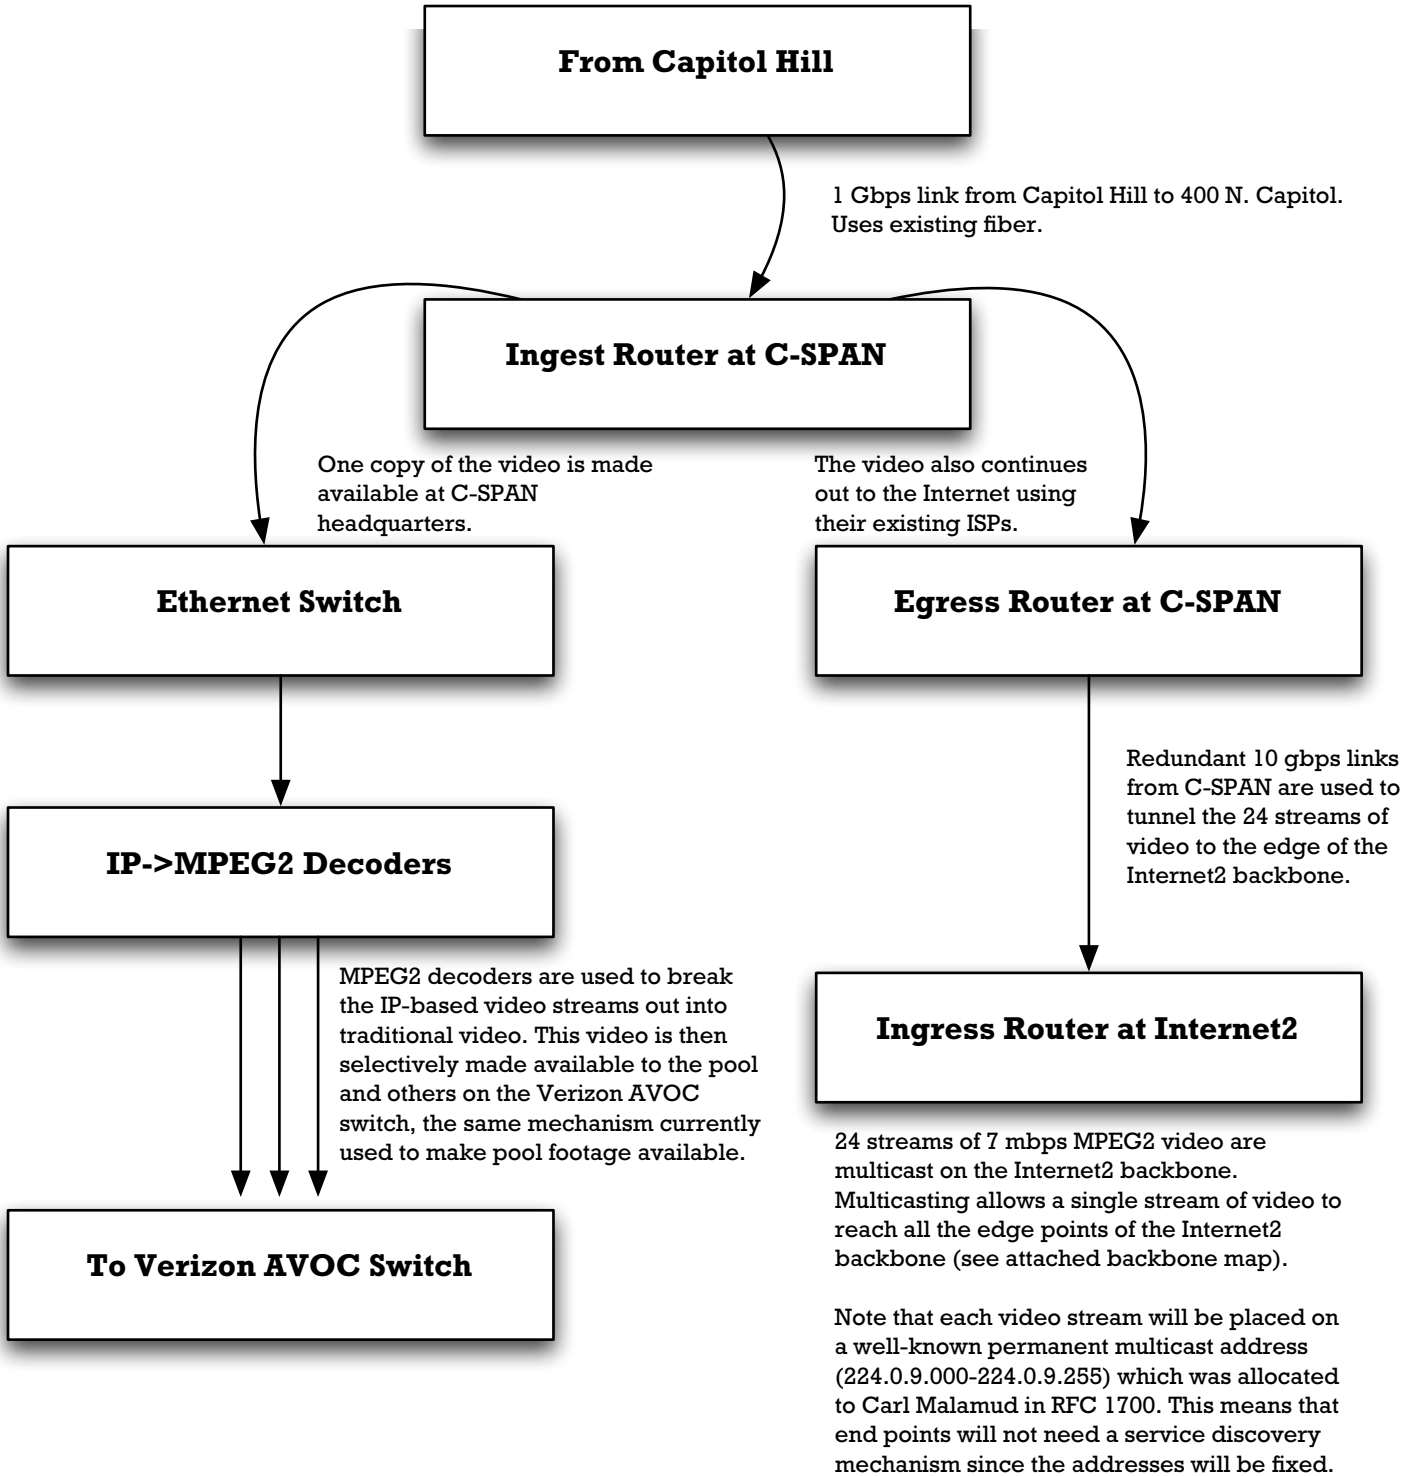 From Capitol Hill
1 Gbps link from Capitol Hill to 400 N. Capitol.
Uses existing fiber.
Ingest Router at C-SPAN
One copy of the video is made
available at C-SPAN
headquarters.
The video also continues
out to the Internet using
their existing ISPs.
Ethernet Switch
Egress Router at C-SPAN
Redundant 10 gbps links
from C-SPAN are used to
tunnel the 24 streams of
video to the edge of the
Internet2 backbone.
IP->MPEG2 Decoders
MPEG2 decoders are used to break
the IP-based video streams out into
traditional video. This video is then
selectively made available to the pool
and others on the Verizon AVOC
switch, the same mechanism currently
used to make pool footage available.
Ingress Router at Internet2
To Verizon AVOC Switch
24 streams of 7 mbps MPEG2 video are
multicast on the Internet2 backbone.
Multicasting allows a single stream of video to
reach all the edge points of the Internet2
backbone (see attached backbone map).
Note that each video stream will be placed on
a well-known permanent multicast address
(224.0.9.000-224.0.9.255) which was allocated
to Carl Malamud in RFC 1700. This means that
end points will not need a service discovery
mechanism since the addresses will be fixed.